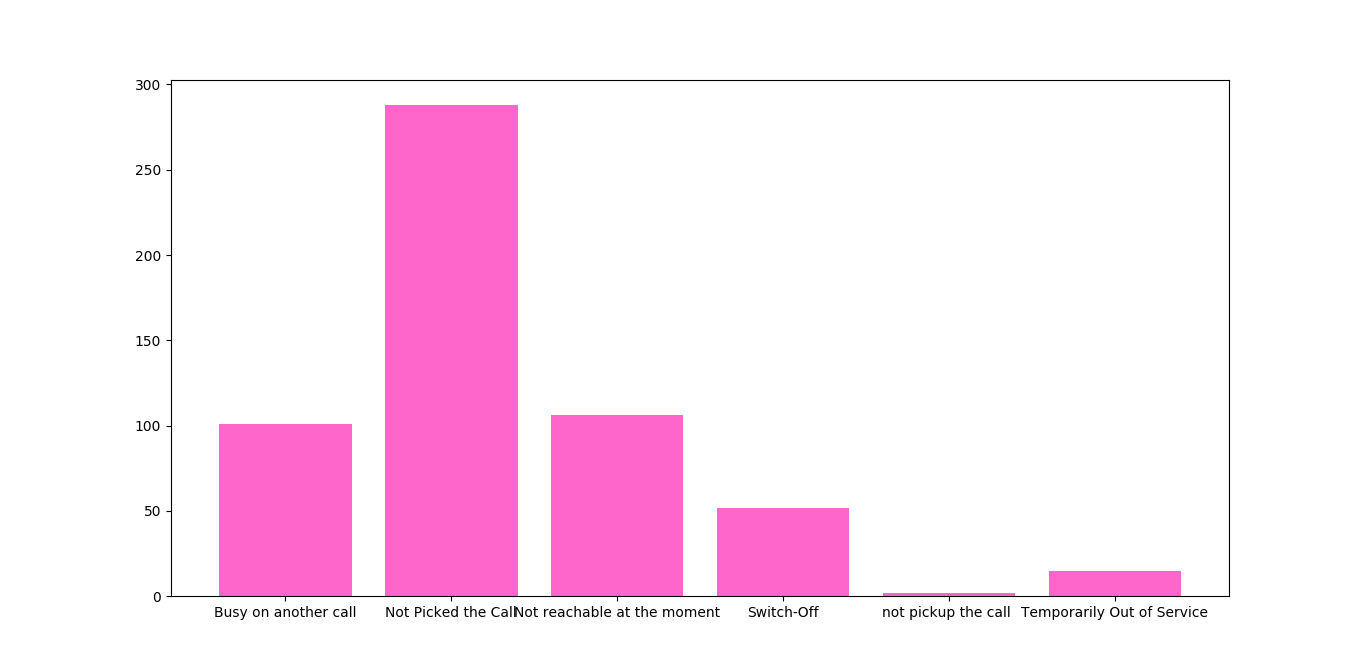 300
250
200
150
100
50
0
Busy on another call
Not Picked the Call
Not reachable at the moment
Switch-Off
not pickup the call
Temporarily Out of Service